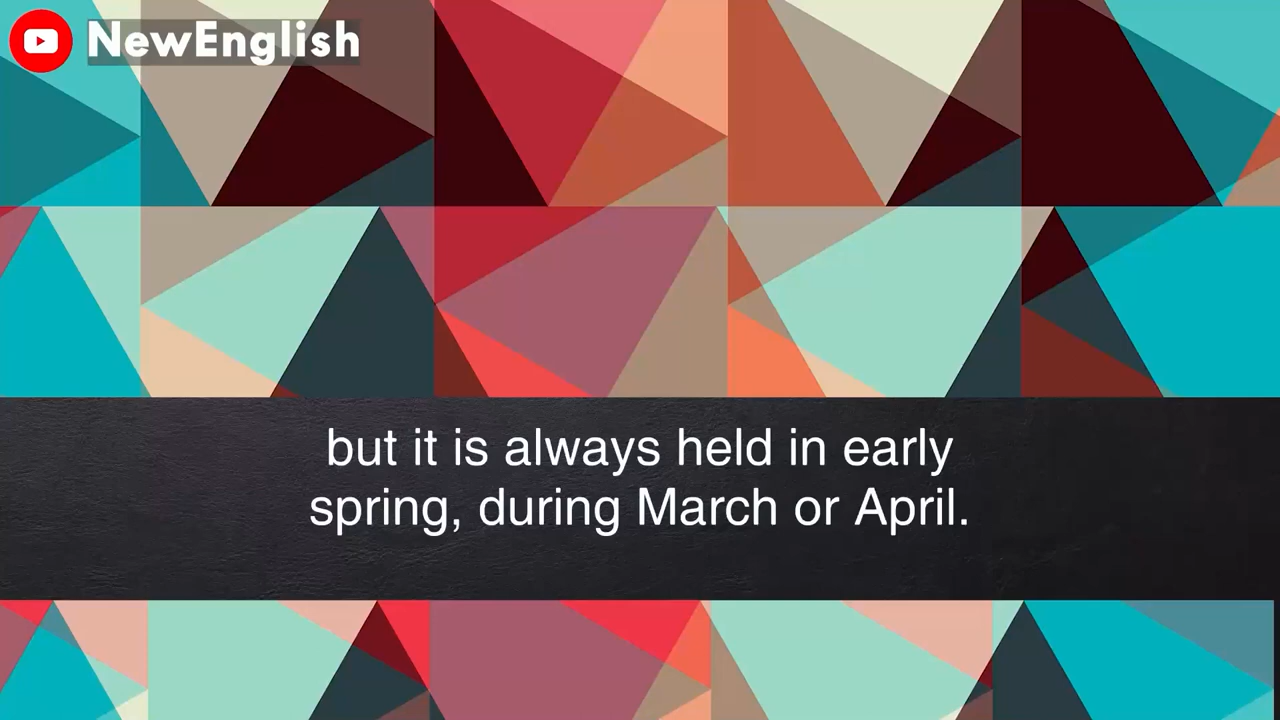 NewEnglish
but it is always held in early
spring, during March or April.